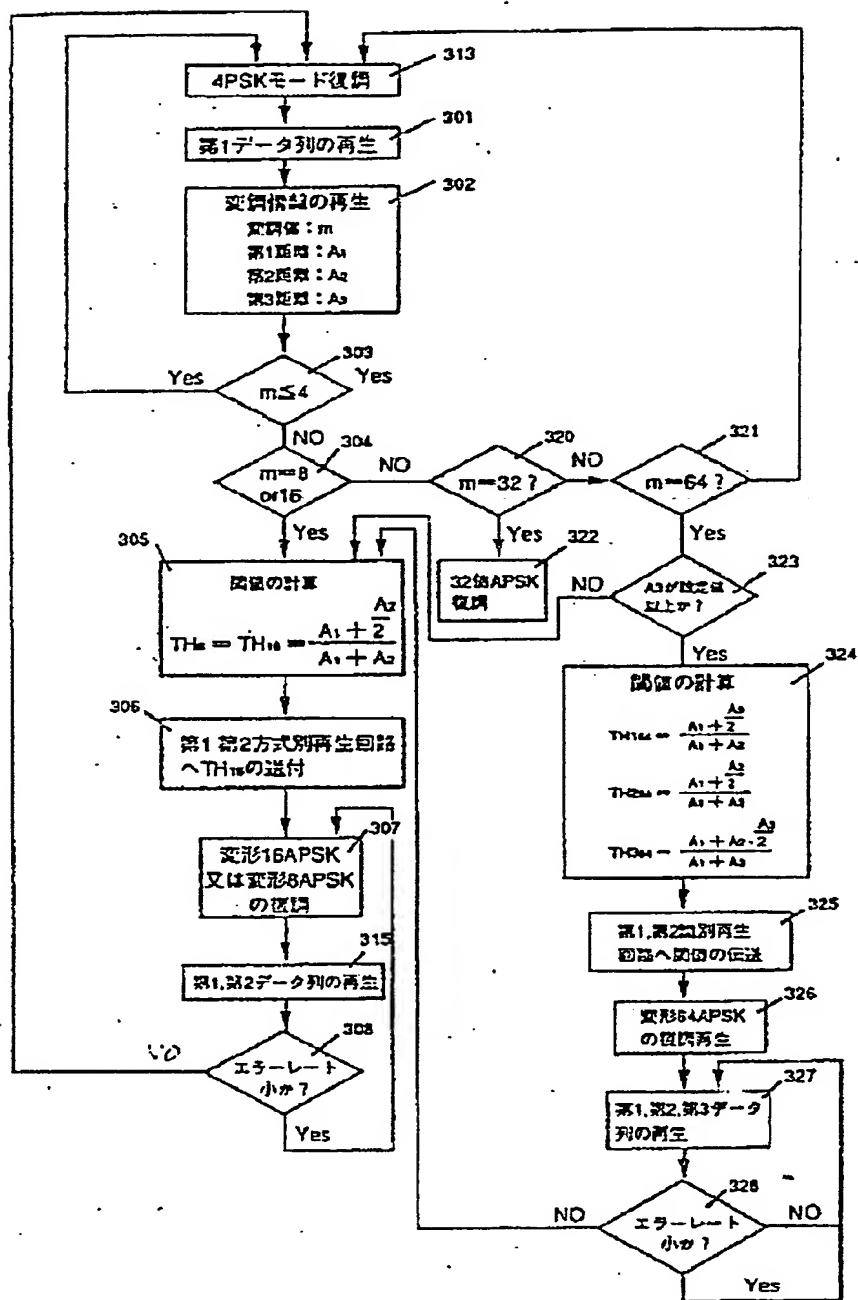 313
4PSKモード復調
301
第1データ列の再生
302
変調情報の再生
変調値：m
第1距離：A₁
第2距離：A₂
第3距離：A₃
303
Yes
m≦4
Yes
NO
304
m=8
or16
NO
320
m=32？
NO
321
m=64？
Yes
Yes
322
32値APSK
復調
323
A3が設定値
以上か？
NO
Yes
305
閾値の計算
TH₈ = TH₁₆ = A₁ + A₂/2 / A₁ + A₂
324
閾値の計算
306
第1 第2方式別再生回路
へTH₁₆の送付
307
変形16APSK
又は変形8APSK
の復調
325
第1,第2識別再生
回路へ閾値の伝送
315
第1,第2データ列の再生
326
変形64APSK
の復調再生
308
エラーレート
小か？
NO
Yes
327
第1,第2,第3データ
列の再生
328
NO
エラーレート
小か？
NO
Yes